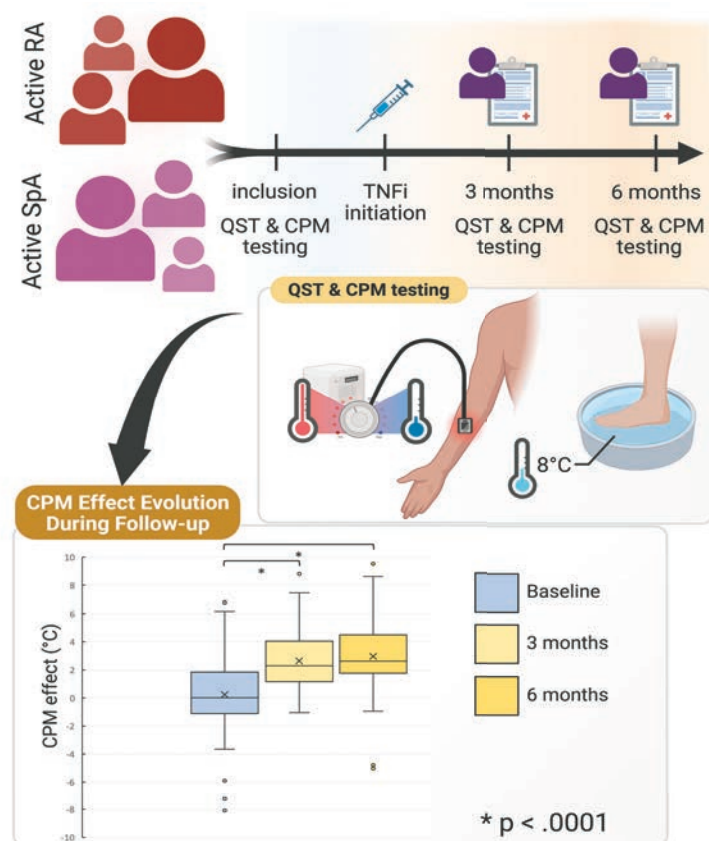 Active RA
Active SpA
inclusion
QST & CPM
testing
TNFi
initiation
3 months
QST & CPM
testing
6 months
QST & CPM
testing
QST & CPM testing
8°C
CPM Effect Evolution
During Follow-up
CPM effect (°C)
10
8
6
4
2
0
-2
-4
-6
-8
-10
*
*
Baseline
3 months
6 months
* p < .0001